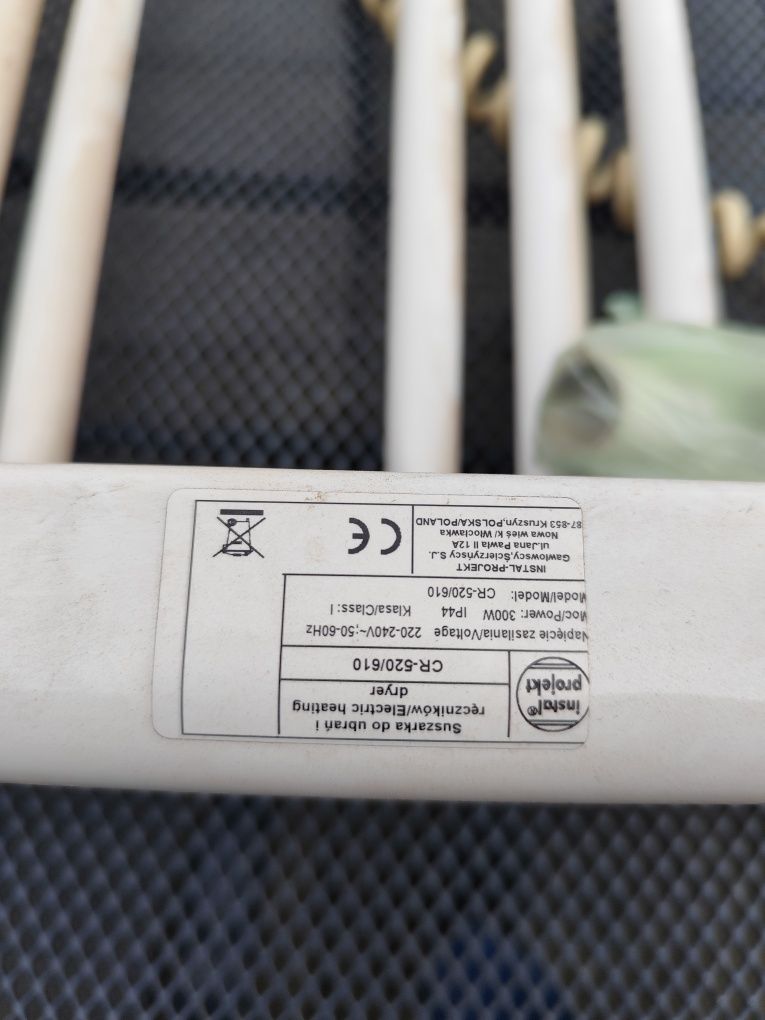 instal®
projekt
Suszarka do ubrań i
ręczników/Electric heating
dryer
CR-520/610
Napięcie zasilania/Voltage 220-240V~;50-60Hz
Moc/Power: 300W IP44 Klasa/Class: I
Model/Model: CR-520/610
INSTAL-PROJEKT
Gawłowscy,Ścierzyńscy S.J.
ul.Jana Pawła II 12A
Nowa wieś k/ Włocławka
87-853 Kruszyn,POLSKA/POLAND
CE